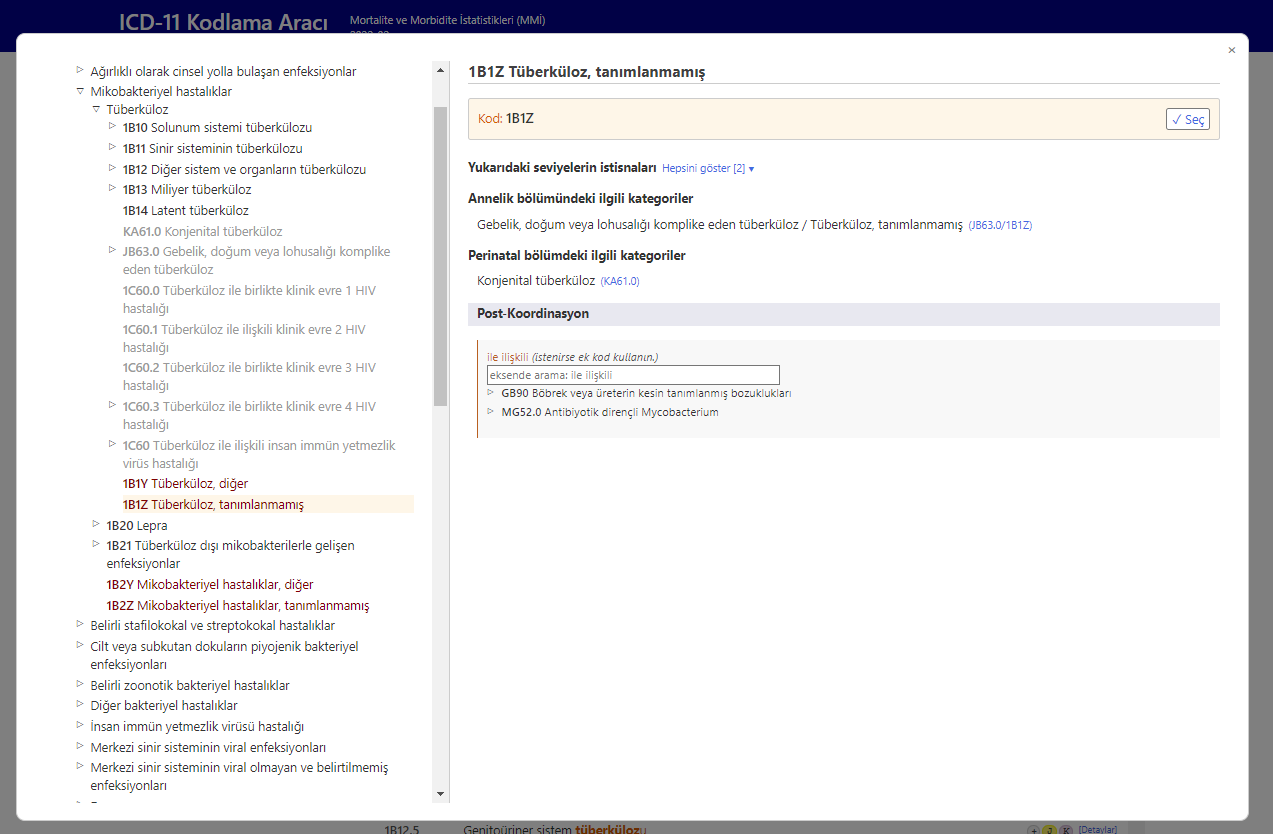 ICD-11 Kodlama Aracı
Mortalite ve Morbidite İstatistikleri (MMİ)
×
Ağırlıklı olarak cinsel yolla bulaşan enfeksiyonlar
Mikobakteriyel hastalıklar
Tüberküloz
1B10 Solunum sistemi tüberkülozu
1B11 Sinir sisteminin tüberkülozu
1B12 Diğer sistem ve organların tüberkülozu
1B13 Miliyer tüberküloz
1B14 Latent tüberküloz
KA61.0 Konjenital tüberküloz
JB63.0 Gebelik, doğum veya lohusalığı komplike
eden tüberküloz
1C60.0 Tüberküloz ile birlikte klinik evre 1 HIV
hastalığı
1C60.1 Tüberküloz ile ilişkili klinik evre 2 HIV
hastalığı
1C60.2 Tüberküloz ile birlikte klinik evre 3 HIV
hastalığı
1C60.3 Tüberküloz ile birlikte klinik evre 4 HIV
hastalığı
1C60 Tüberküloz ile ilişkili insan immün yetmezlik
virüs hastalığı
1B1Y Tüberküloz, diğer
1B1Z Tüberküloz, tanımlanmamış
1B20 Lepra
1B21 Tüberküloz dışı mikobakterilerle gelişen
enfeksiyonlar
1B2Y Mikobakteriyel hastalıklar, diğer
1B2Z Mikobakteriyel hastalıklar, tanımlanmamış
Belirli stafilokokal ve streptokokal hastalıklar
Cilt veya subkutan dokuların piyojenik bakteriyel
enfeksiyonları
Belirli zoonotik bakteriyel hastalıklar
Diğer bakteriyel hastalıklar
İnsan immün yetmezlik virüsü hastalığı
Merkezi sinir sisteminin viral enfeksiyonları
Merkezi sinir sisteminin viral olmayan ve belirtilmemiş
enfeksiyonları
1B1Z Tüberküloz, tanımlanmamış
Kod: 1B1Z
✓ Seç
Yukarıdaki seviyelerin istisnaları Hepsini göster [2] ▾
Annelik bölümündeki ilgili kategoriler
Gebelik, doğum veya lohusalığı komplike eden tüberküloz / Tüberküloz, tanımlanmamış (JB63.0/1B1Z)
Perinatal bölümdeki ilgili kategoriler
Konjenital tüberküloz (KA61.0)
Post-Koordinasyon
ile ilişkili (istenirse ek kod kullanın.)
eksende arama: ile ilişkili
GB90 Böbrek veya üreterin kesin tanımlanmış bozuklukları
MG52.0 Antibiyotik dirençli Mycobacterium
1B12.5 Genitoüriner sistem tüberkülozu [Detaylar]